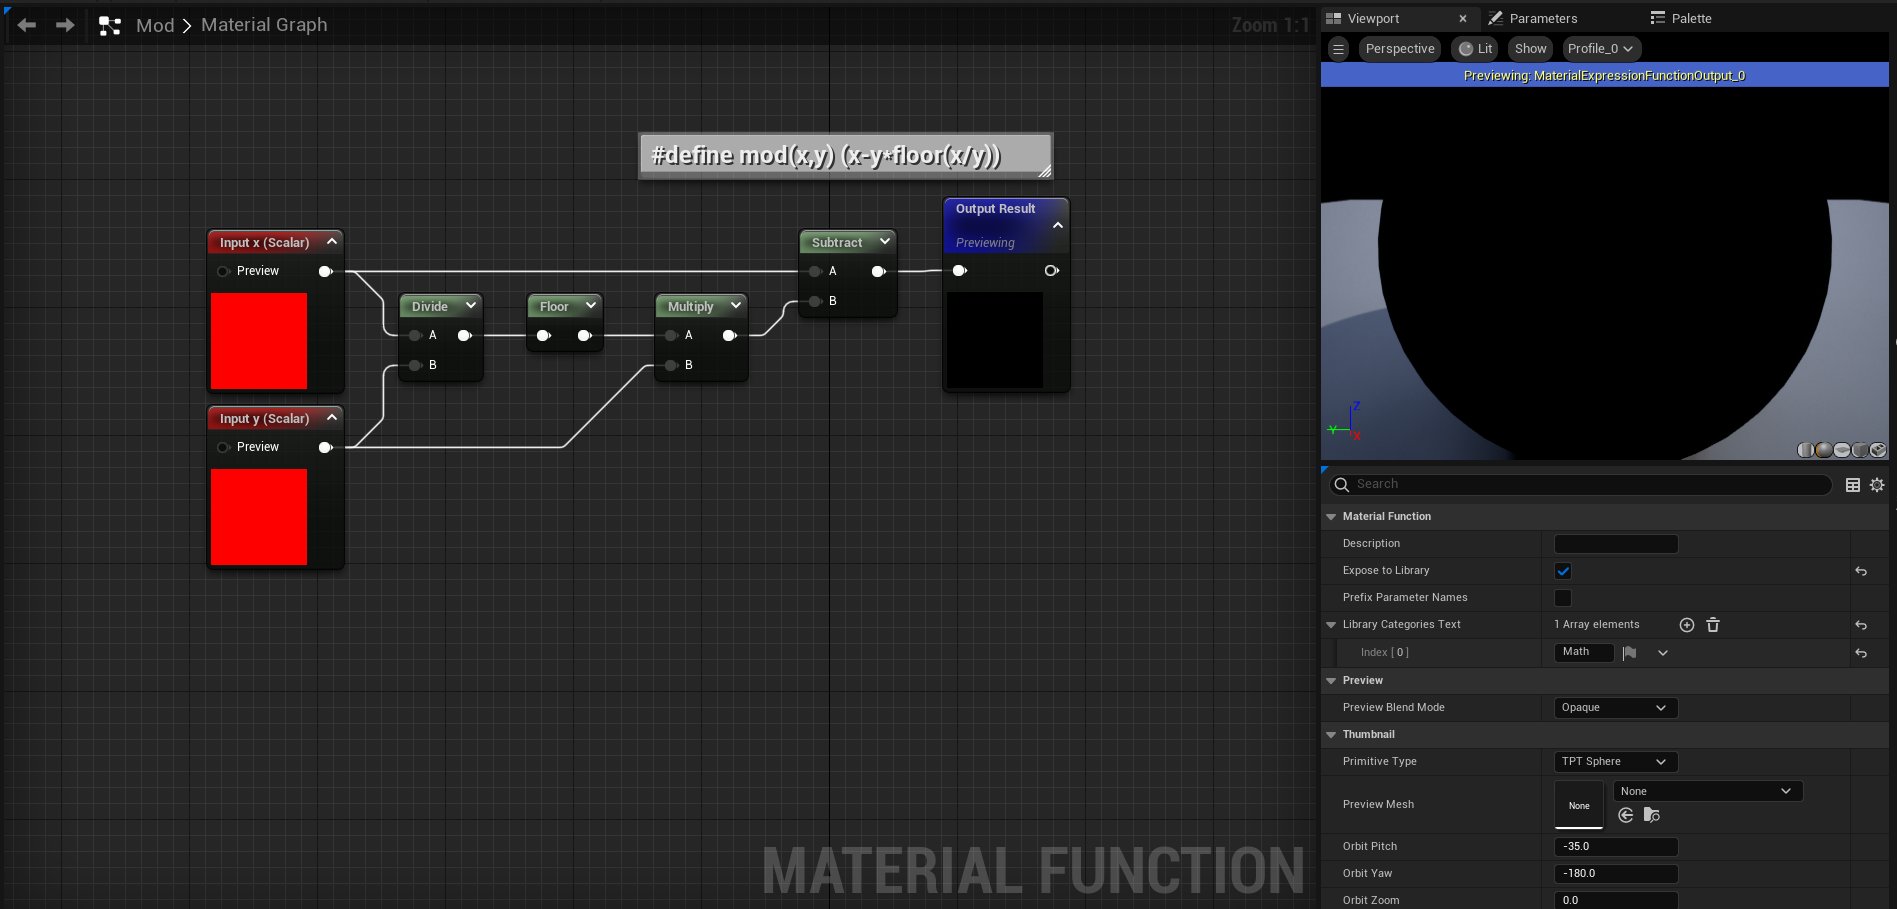 Mod > Material Graph
Zoom 1:1
#define mod(x,y) (x-y*floor(x/y))
Input x (Scalar)
Preview
Input y (Scalar)
Preview
Divide
A
B
Floor
Multiply
A
B
Subtract
A
B
Output Result
Previewing
MATERIAL FUNCTION
Viewport
Parameters
Palette
Perspective
Lit
Show
Profile_0
Previewing: MaterialExpressionFunctionOutput_0
Z
Y
X
Search
Material Function
Description
Expose to Library
Prefix Parameter Names
Library Categories Text 1 Array elements
Index [ 0 ] Math
Preview
Preview Blend Mode Opaque
Thumbnail
Primitive Type TPT Sphere
Preview Mesh None None
Orbit Pitch -35.0
Orbit Yaw -180.0
Orbit Zoom 0.0